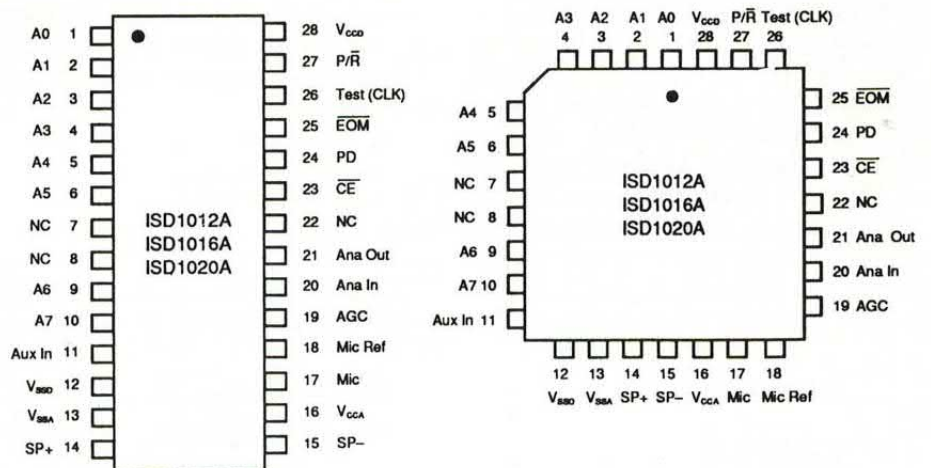 A0 1
A1 2
A2 3
A3 4
A4 5
A5 6
NC 7
NC 8
A6 9
A7 10
Aux In 11
VSSD 12
VSSA 13
SP+ 14
ISD1012A
ISD1016A
ISD1020A
28 VCCD
27 P/R̅
26 Test (CLK)
25 E̅O̅M̅
24 PD
23 C̅E̅
22 NC
21 Ana Out
20 Ana In
19 AGC
18 Mic Ref
17 Mic
16 VCCA
15 SP–
A3 A2 A1 A0 VCCD P/R̅ Test (CLK)
4 3 2 1 28 27 26
A4 5
A5 6
NC 7
NC 8
A6 9
A7 10
Aux In 11
ISD1012A
ISD1016A
ISD1020A
25 E̅O̅M̅
24 PD
23 C̅E̅
22 NC
21 Ana Out
20 Ana In
19 AGC
12 13 14 15 16 17 18
VSSD VSSA SP+ SP– VCCA Mic Mic Ref